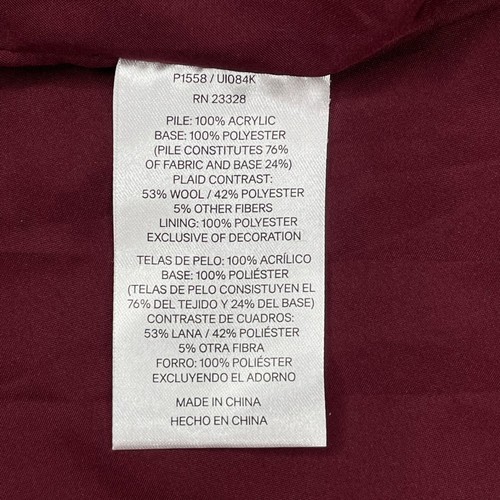 P1558 / UI084K
RN 23328
PILE: 100% ACRYLIC
BASE: 100% POLYESTER
(PILE CONSTITUTES 76%
OF FABRIC AND BASE 24%)
PLAID CONTRAST:
53% WOOL / 42% POLYESTER
5% OTHER FIBERS
LINING: 100% POLYESTER
EXCLUSIVE OF DECORATION
TELAS DE PELO: 100% ACRÍLICO
BASE: 100% POLIÉSTER
(TELAS DE PELO CONSISTUYEN EL
76% DEL TEJIDO Y 24% DEL BASE)
CONTRASTE DE CUADROS:
53% LANA / 42% POLIÉSTER
5% OTRA FIBRA
FORRO: 100% POLIÉSTER
EXCLUYENDO EL ADORNO
MADE IN CHINA
HECHO EN CHINA